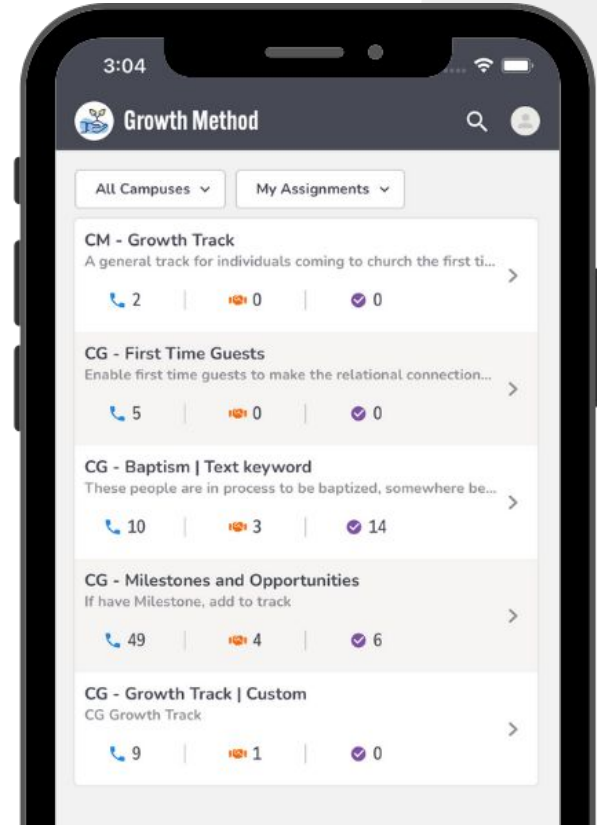 3:04
Growth Method
All Campuses
My Assignments
CM - Growth Track
A general track for individuals coming to church the first ti...
2 0 0
CG - First Time Guests
Enable first time guests to make the relational connection...
5 0 0
CG - Baptism | Text keyword
These people are in process to be baptized, somewhere be...
10 3 14
CG - Milestones and Opportunities
If have Milestone, add to track
49 4 6
CG - Growth Track | Custom
CG Growth Track
9 1 0